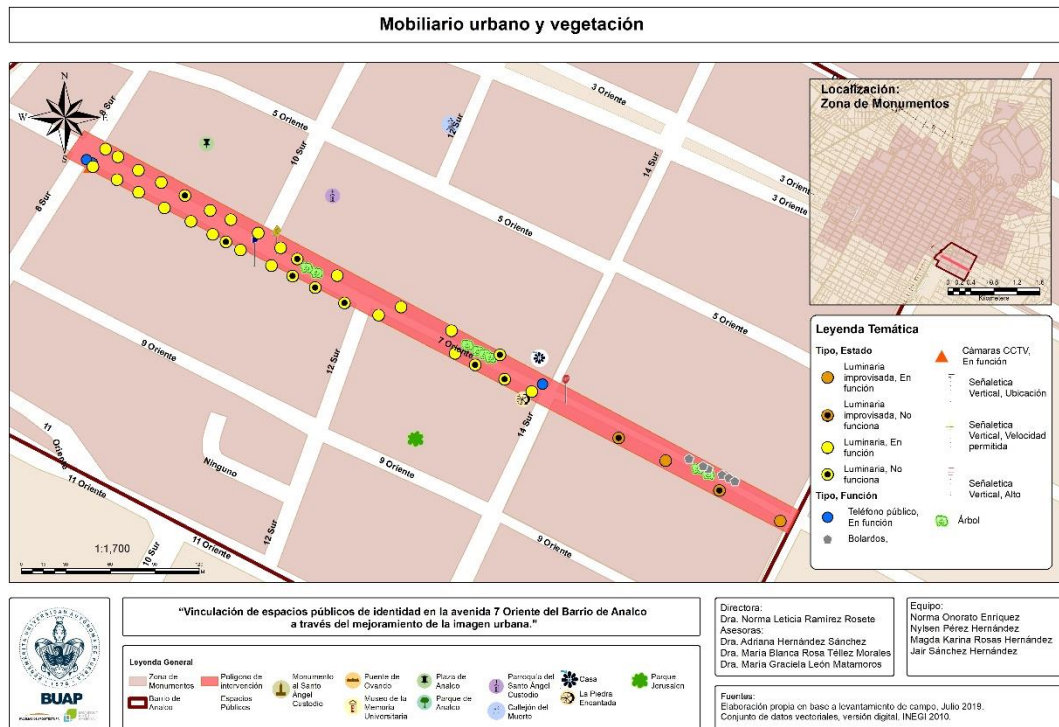 Mobiliario urbano y vegetación
N
W
E
S
8 Sur
8 Sur
5 Oriente
10 Sur
12 Sur
3 Oriente
3 Oriente
3 Oriente
14 Sur
5 Oriente
5 Oriente
7 Oriente
9 Oriente
12 Sur
14 Sur
9 Oriente
9 Oriente
Ninguno
11 Oriente
11 Oriente
11 Oriente
10 Sur
12 Sur
1:1,700
Localización:
Zona de Monumentos
Kilometers
Leyenda Temática
Tipo, Estado
Luminaria
improvisada, En
función
Luminaria
improvisada, No
funciona
Luminaria, En
función
Luminaria, No
funciona
Tipo, Función
Teléfono público,
En función
Bolardos,
Cámaras CCTV,
En función
Señaletica
Vertical, Ubicación
Señaletica
Vertical, Velocidad
permitida
Señaletica
Vertical, Alto
Árbol
BUAP
"Vinculación de espacios públicos de identidad en la avenida 7 Oriente del Barrio de Analco
a través del mejoramiento de la imagen urbana."
Leyenda General
Zona de
Monumentos
Barrio de
Analco
Polígono de
intervención
Espacios
Públicos
Monumento
al Santo
Ángel
Custodio
Puente de
Ovando
Museo de la
Memoria
Universitaria
Plaza de
Analco
Parque de
Analco
Parroquia del
Santo Ángel
Custodio
Callejón del
Muerto
Casa
La Piedra
Encantada
Parque
Jerusalen
Directora:
Dra. Norma Leticia Ramírez Rosete
Asesoras:
Dra. Adriana Hernández Sánchez
Dra. Maria Blanca Rosa Téllez Morales
Dra. Maria Graciela León Matamoros
Equipo:
Norma Onorato Enriquez
Nylsen Pérez Hernández
Magda Karina Rosas Hernández
Jair Sánchez Hernández
Fuentes:
Elaboración propia en base a levantamiento de campo, Julio 2019.
Conjunto de datos vectoriales, versión digital, INEGI 2010.